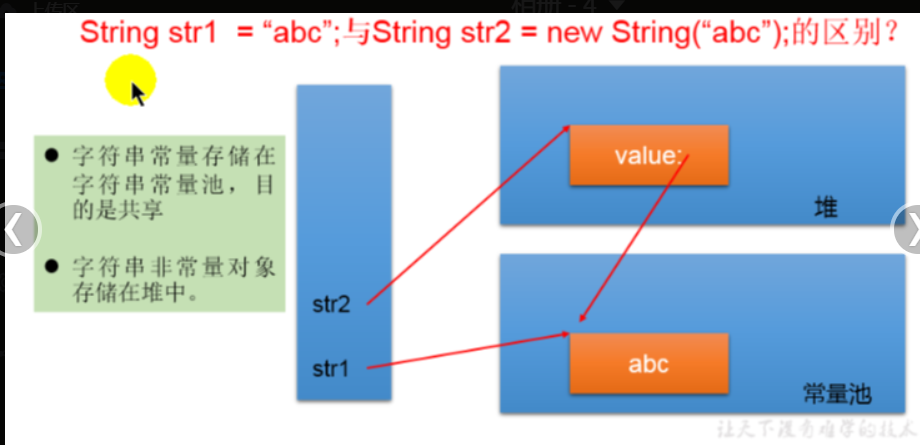 String str1 = “abc”;与String str2 = new String(“abc”);的区别？
● 字符串常量存储在
字符串常量池，目
的是共享
● 字符串非常量对象
存储在堆中。
str2
str1
value:
堆
abc
常量池
让天下没有难学的技术